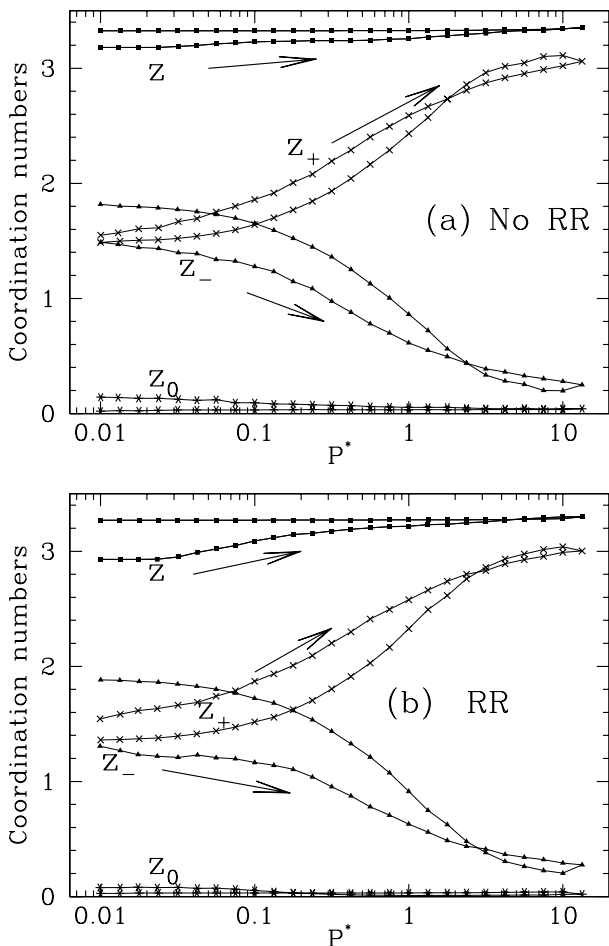 3
2
1
0
Coordination numbers
Z
Z+
Z−
Z0
(a) No RR
0.01 0.1 1 10
P*
3
2
1
0
Coordination numbers
Z
Z+
Z−
Z0
(b) RR
0.01 0.1 1 10
P*